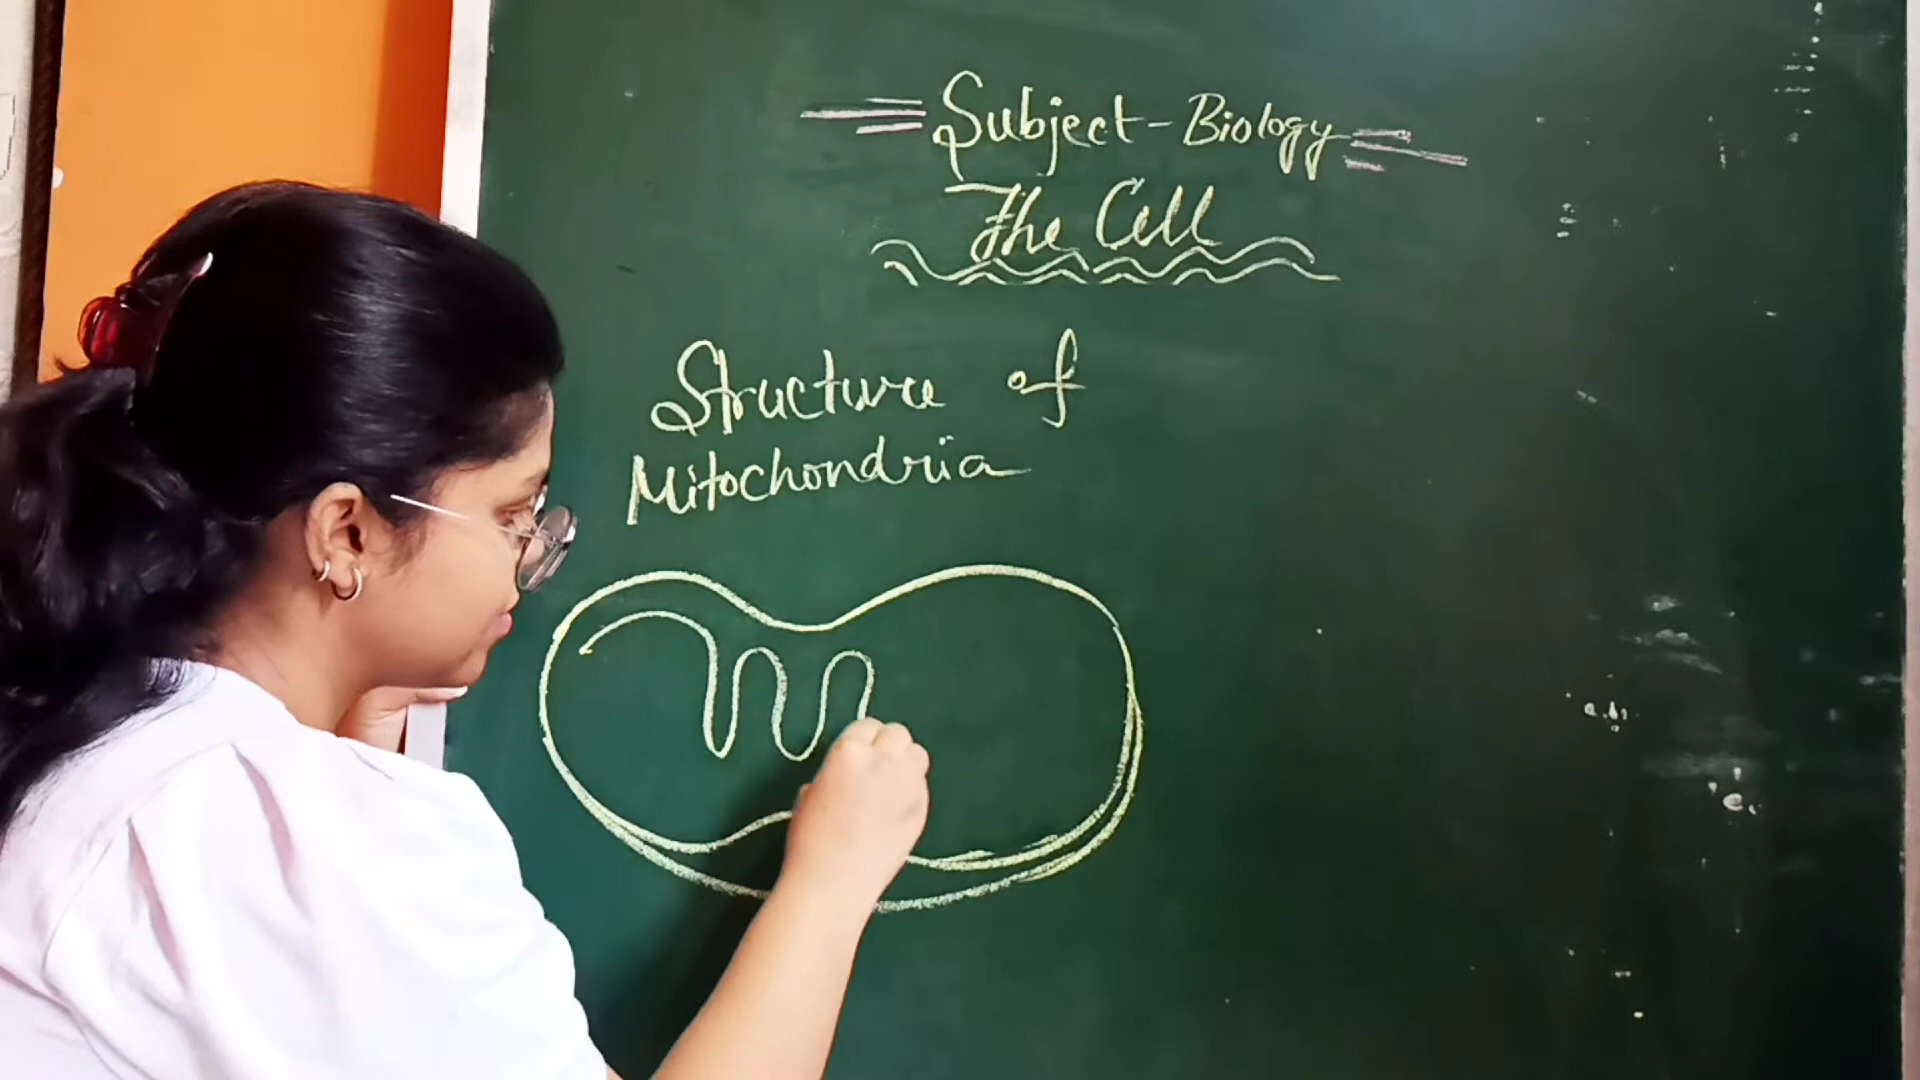 Subject - Biology
The Cell
Structure of
Mitochondria